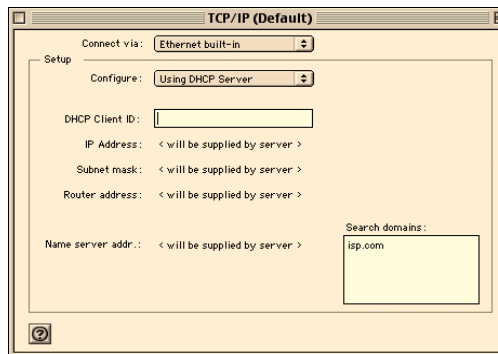 TCP/IP (Default)
Connect via: Ethernet built-in
Setup
Configure: Using DHCP Server
DHCP Client ID:
IP Address: < will be supplied by server >
Subnet mask: < will be supplied by server >
Router address: < will be supplied by server >
Search domains:
Name server addr.: < will be supplied by server >
isp.com
?